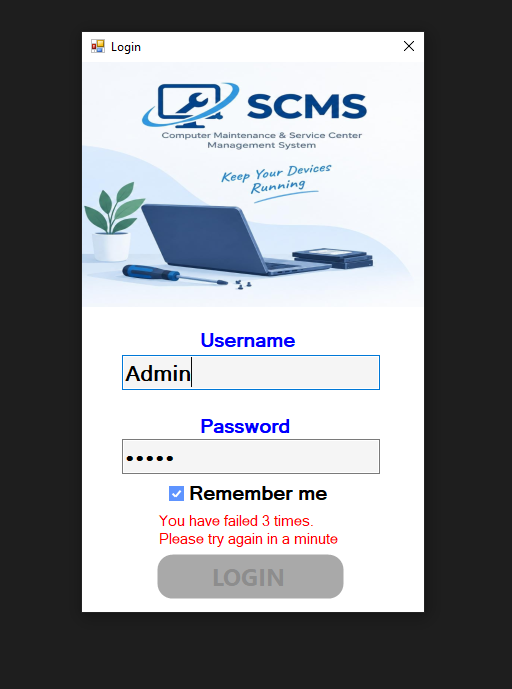 Login
SCMS
Computer Maintenance & Service Center
Management System
Keep Your Devices
Running
Username
Admin
Password
•••••
Remember me
You have failed 3 times.
Please try again in a minute
LOGIN